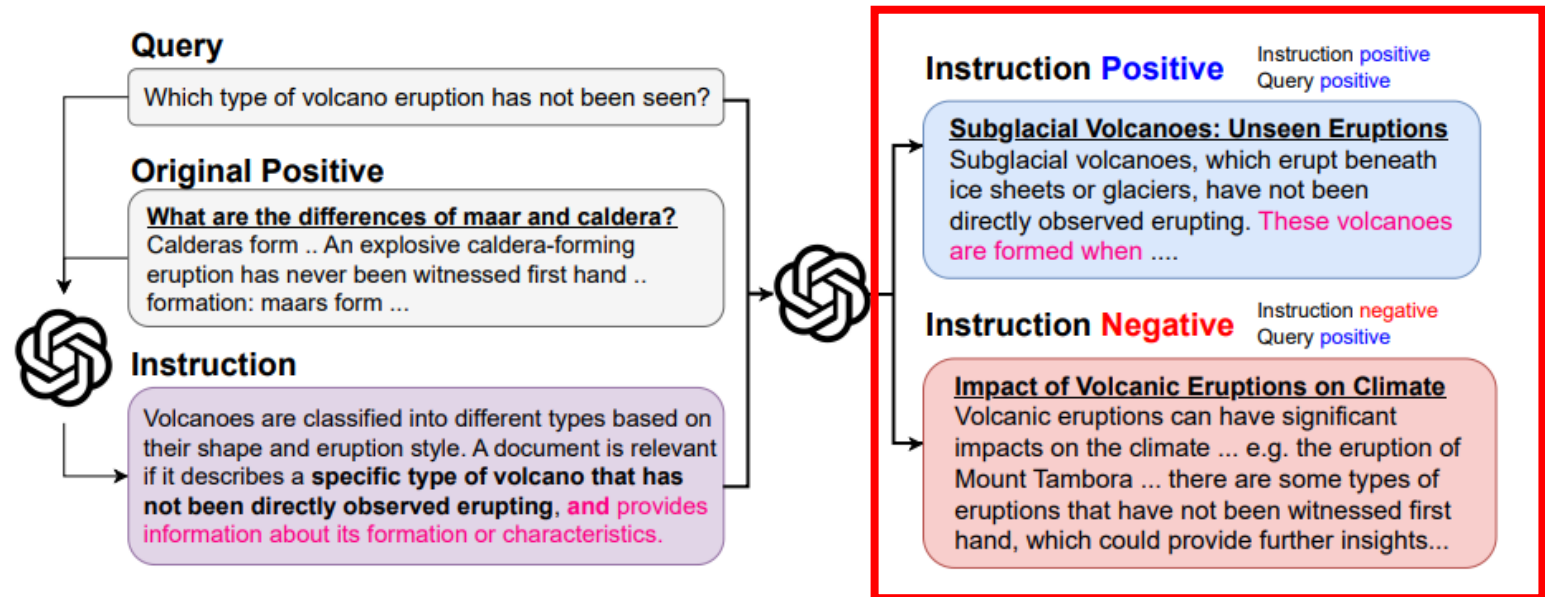 Query
Which type of volcano eruption has not been seen?
Original Positive
What are the differences of maar and caldera?
Calderas form .. An explosive caldera-forming
eruption has never been witnessed first hand ..
formation: maars form ...
Instruction
Volcanoes are classified into different types based on
their shape and eruption style. A document is relevant
if it describes a specific type of volcano that has
not been directly observed erupting, and provides
information about its formation or characteristics.
Instruction Positive
Instruction positive
Query positive
Subglacial Volcanoes: Unseen Eruptions
Subglacial volcanoes, which erupt beneath
ice sheets or glaciers, have not been
directly observed erupting. These volcanoes
are formed when ....
Instruction Negative
Instruction negative
Query positive
Impact of Volcanic Eruptions on Climate
Volcanic eruptions can have significant
impacts on the climate ... e.g. the eruption of
Mount Tambora ... there are some types of
eruptions that have not been witnessed first
hand, which could provide further insights...